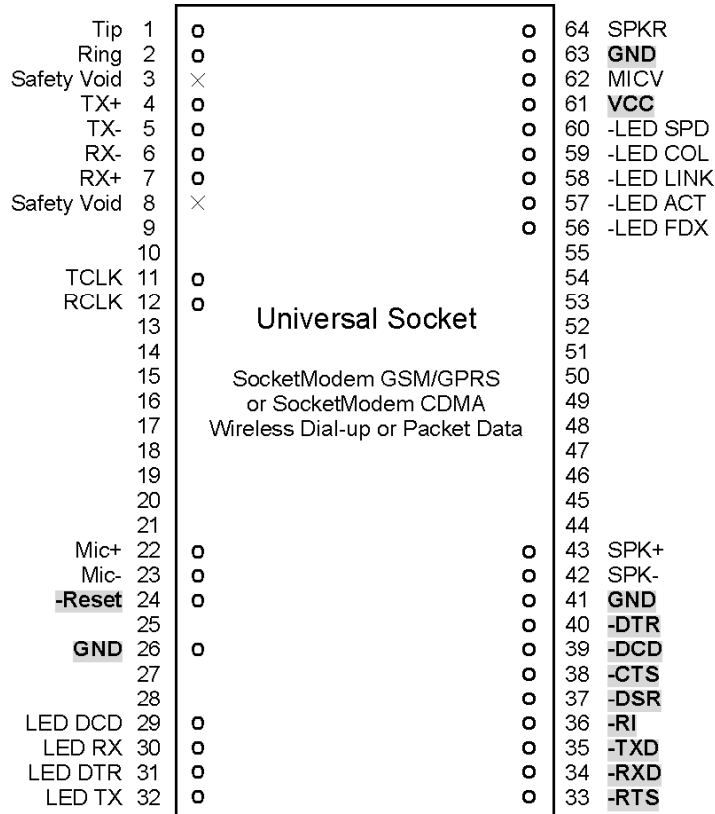 Tip 1 64 SPKR
Ring 2 63 GND
Safety Void 3 62 MICV
TX+ 4 61 VCC
TX- 5 60 -LED SPD
RX- 6 59 -LED COL
RX+ 7 58 -LED LINK
Safety Void 8 57 -LED ACT
9 56 -LED FDX
10 55
TCLK 11 54
RCLK 12 53
Universal Socket
13 52
14 51
15 SocketModem GSM/GPRS 50
16 or SocketModem CDMA 49
17 Wireless Dial-up or Packet Data 48
18 47
19 46
20 45
21 44
Mic+ 22 43 SPK+
Mic- 23 42 SPK-
-Reset 24 41 GND
25 40 -DTR
GND 26 39 -DCD
27 38 -CTS
28 37 -DSR
LED DCD 29 36 -RI
LED RX 30 35 -TXD
LED DTR 31 34 -RXD
LED TX 32 33 -RTS